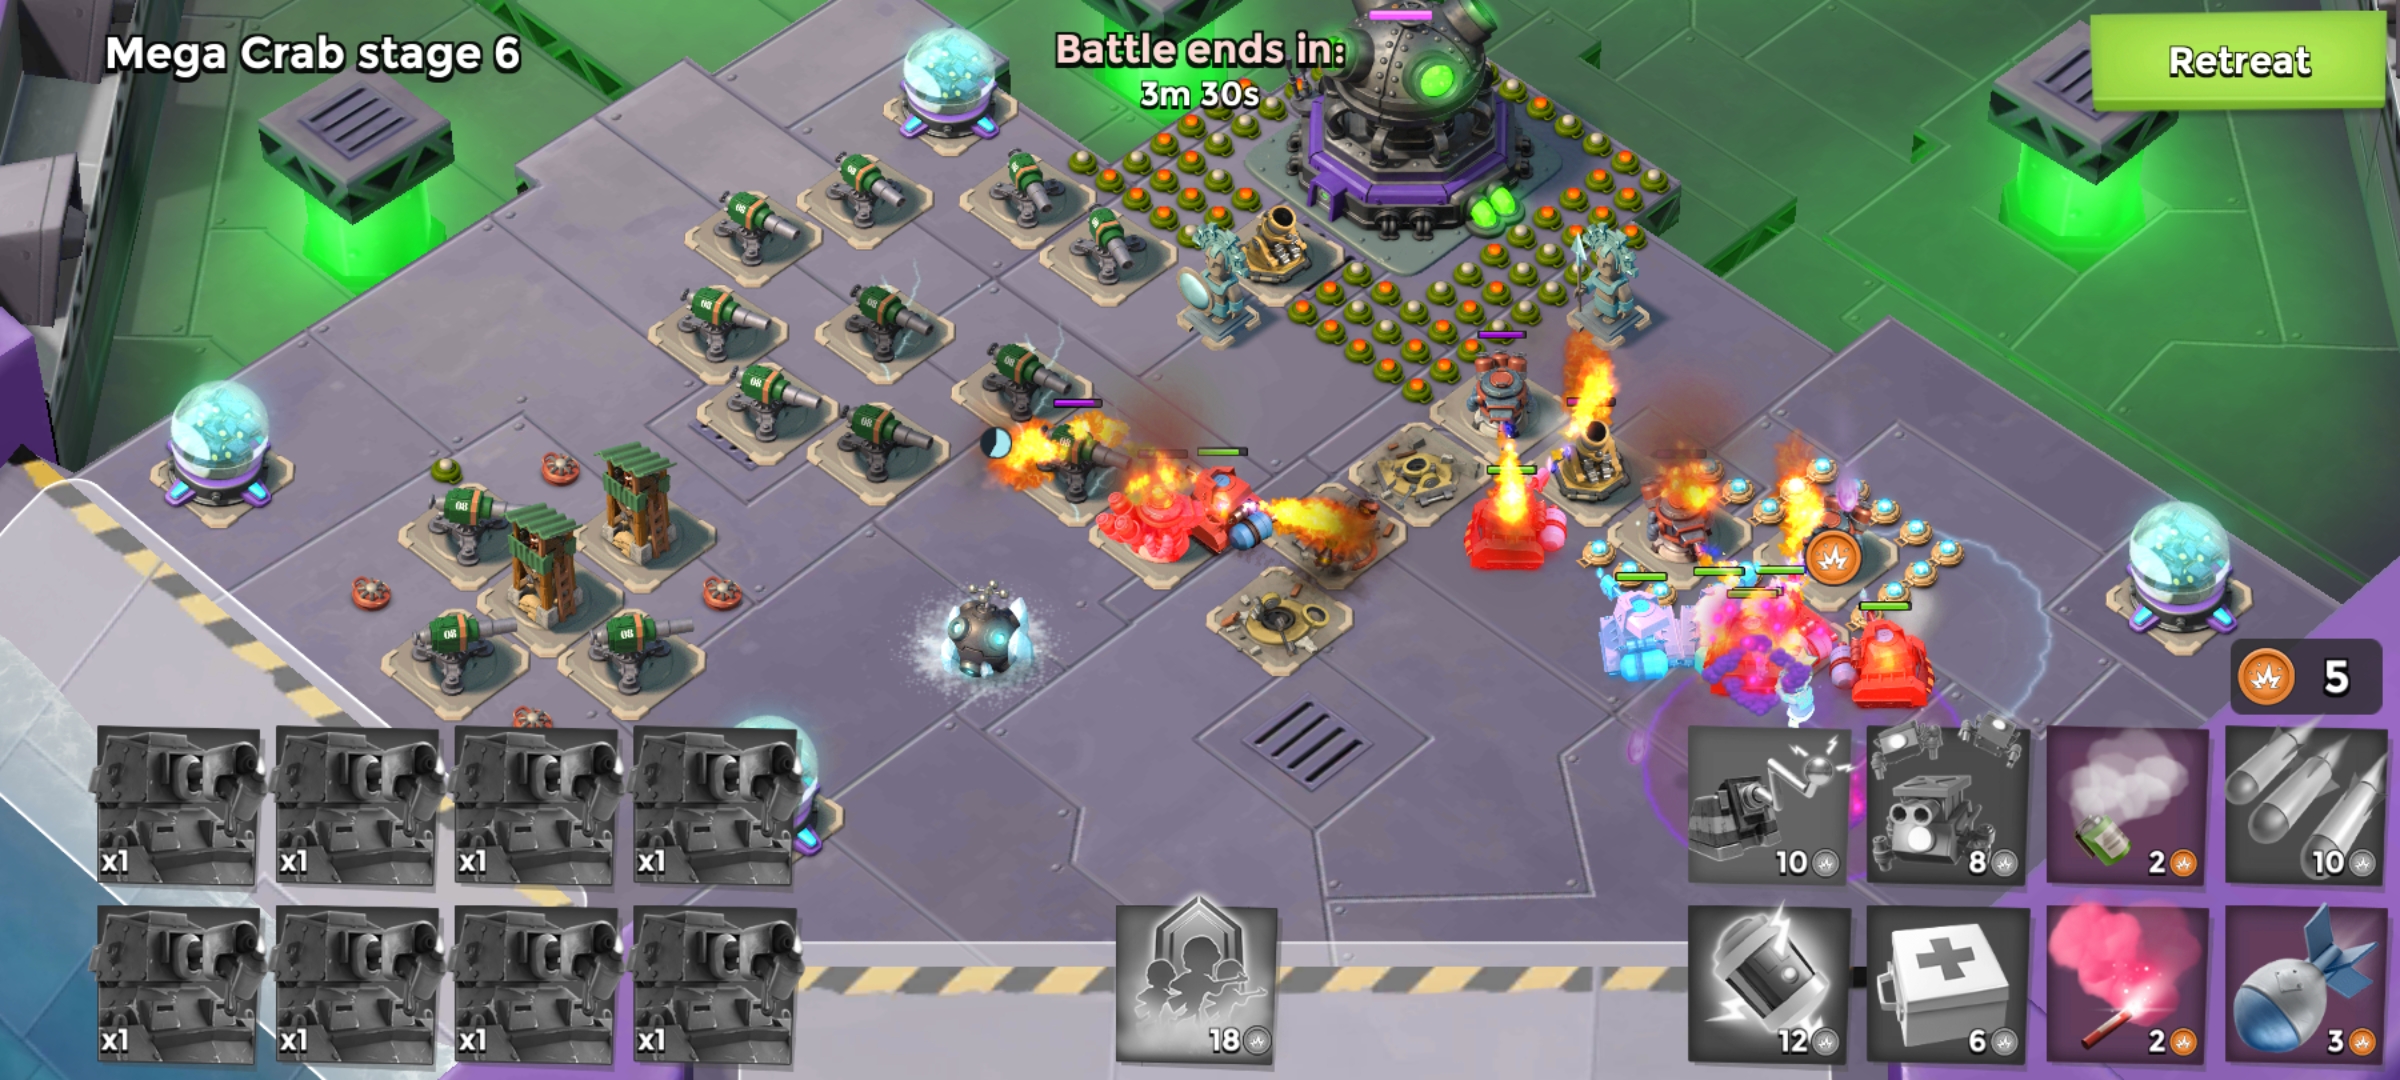 Mega Crab stage 6
Battle ends in:
3m 30s
Retreat
5
x1 x1 x1 x1
10 8 2 10
x1 x1 x1 x1
18
12 6 2 3